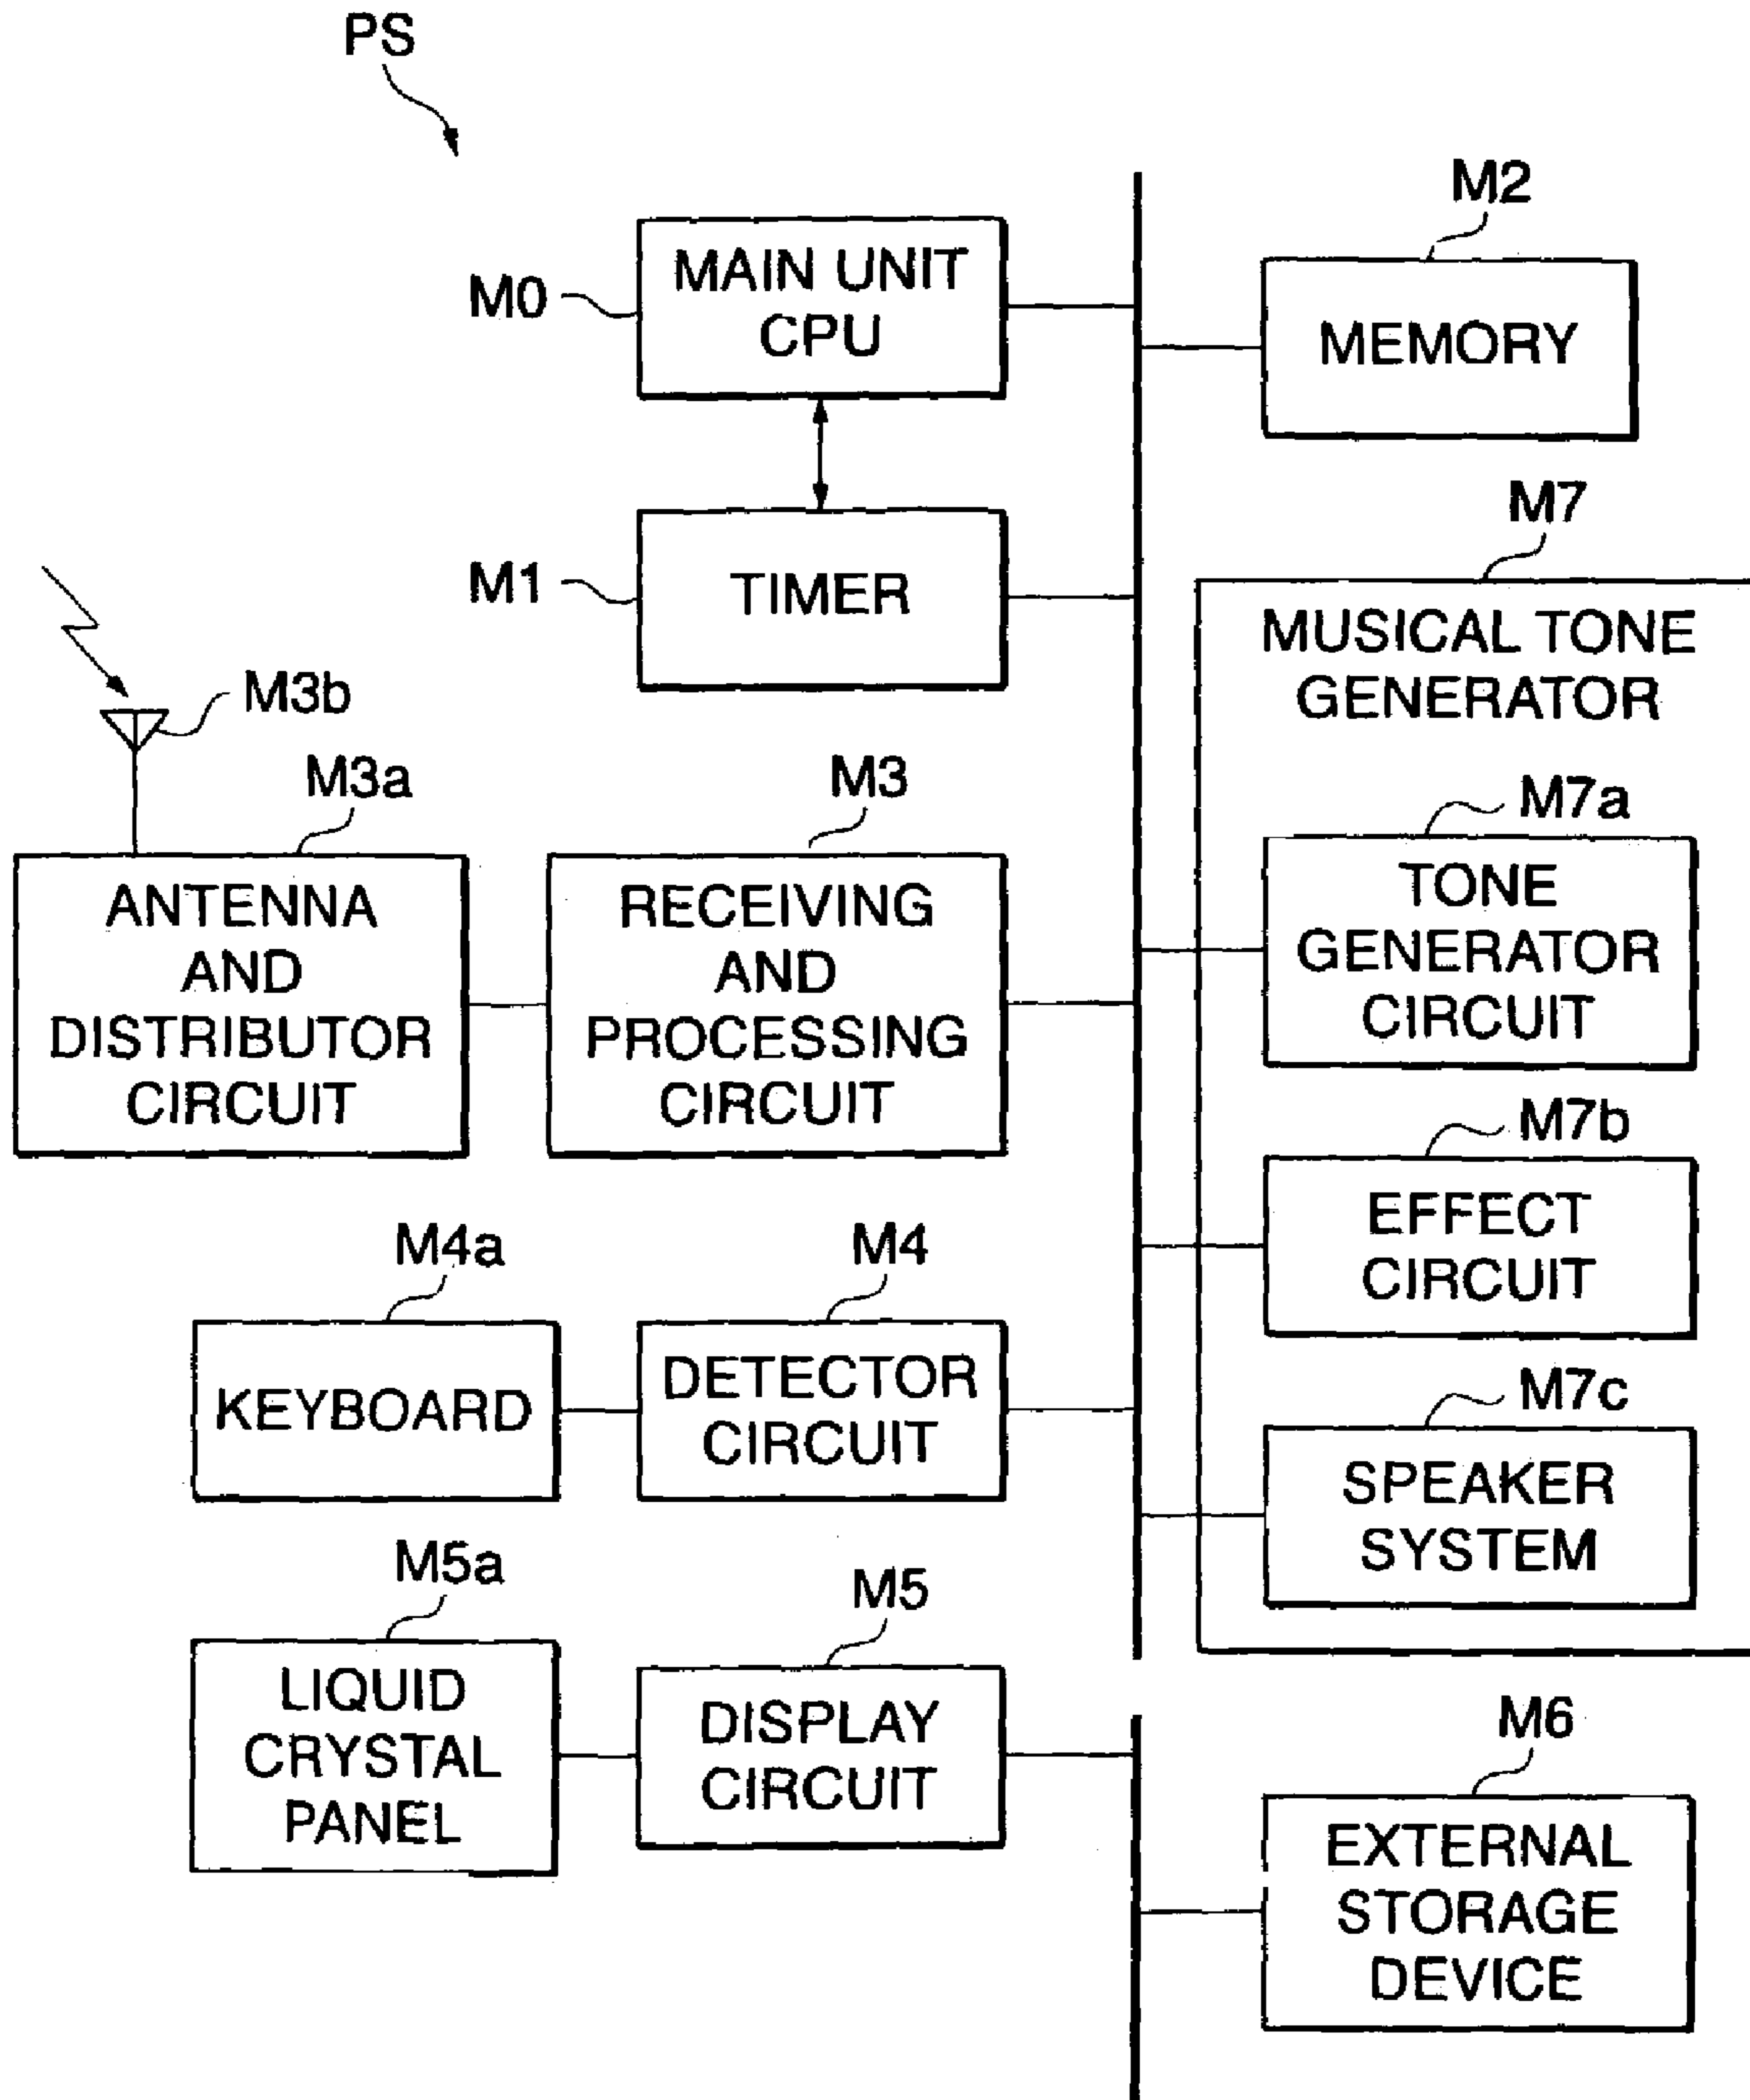 PS
M0
MAIN UNIT
CPU
M2
MEMORY
M1
TIMER
M7
MUSICAL TONE
GENERATOR
M3b
M3a
ANTENNA
AND
DISTRIBUTOR
CIRCUIT
M3
RECEIVING
AND
PROCESSING
CIRCUIT
M7a
TONE
GENERATOR
CIRCUIT
M7b
EFFECT
CIRCUIT
M4a
KEYBOARD
M4
DETECTOR
CIRCUIT
M7c
SPEAKER
SYSTEM
M5a
LIQUID
CRYSTAL
PANEL
M5
DISPLAY
CIRCUIT
M6
EXTERNAL
STORAGE
DEVICE